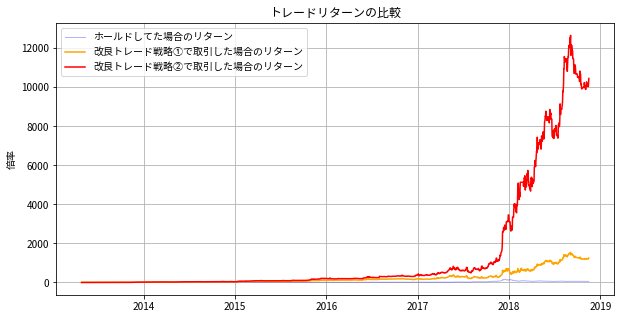 トレードリターンの比較
ホールドしてた場合のリターン
改良トレード戦略①で取引した場合のリターン
改良トレード戦略②で取引した場合のリターン
倍率
12000
10000
8000
6000
4000
2000
0
2014 2015 2016 2017 2018 2019